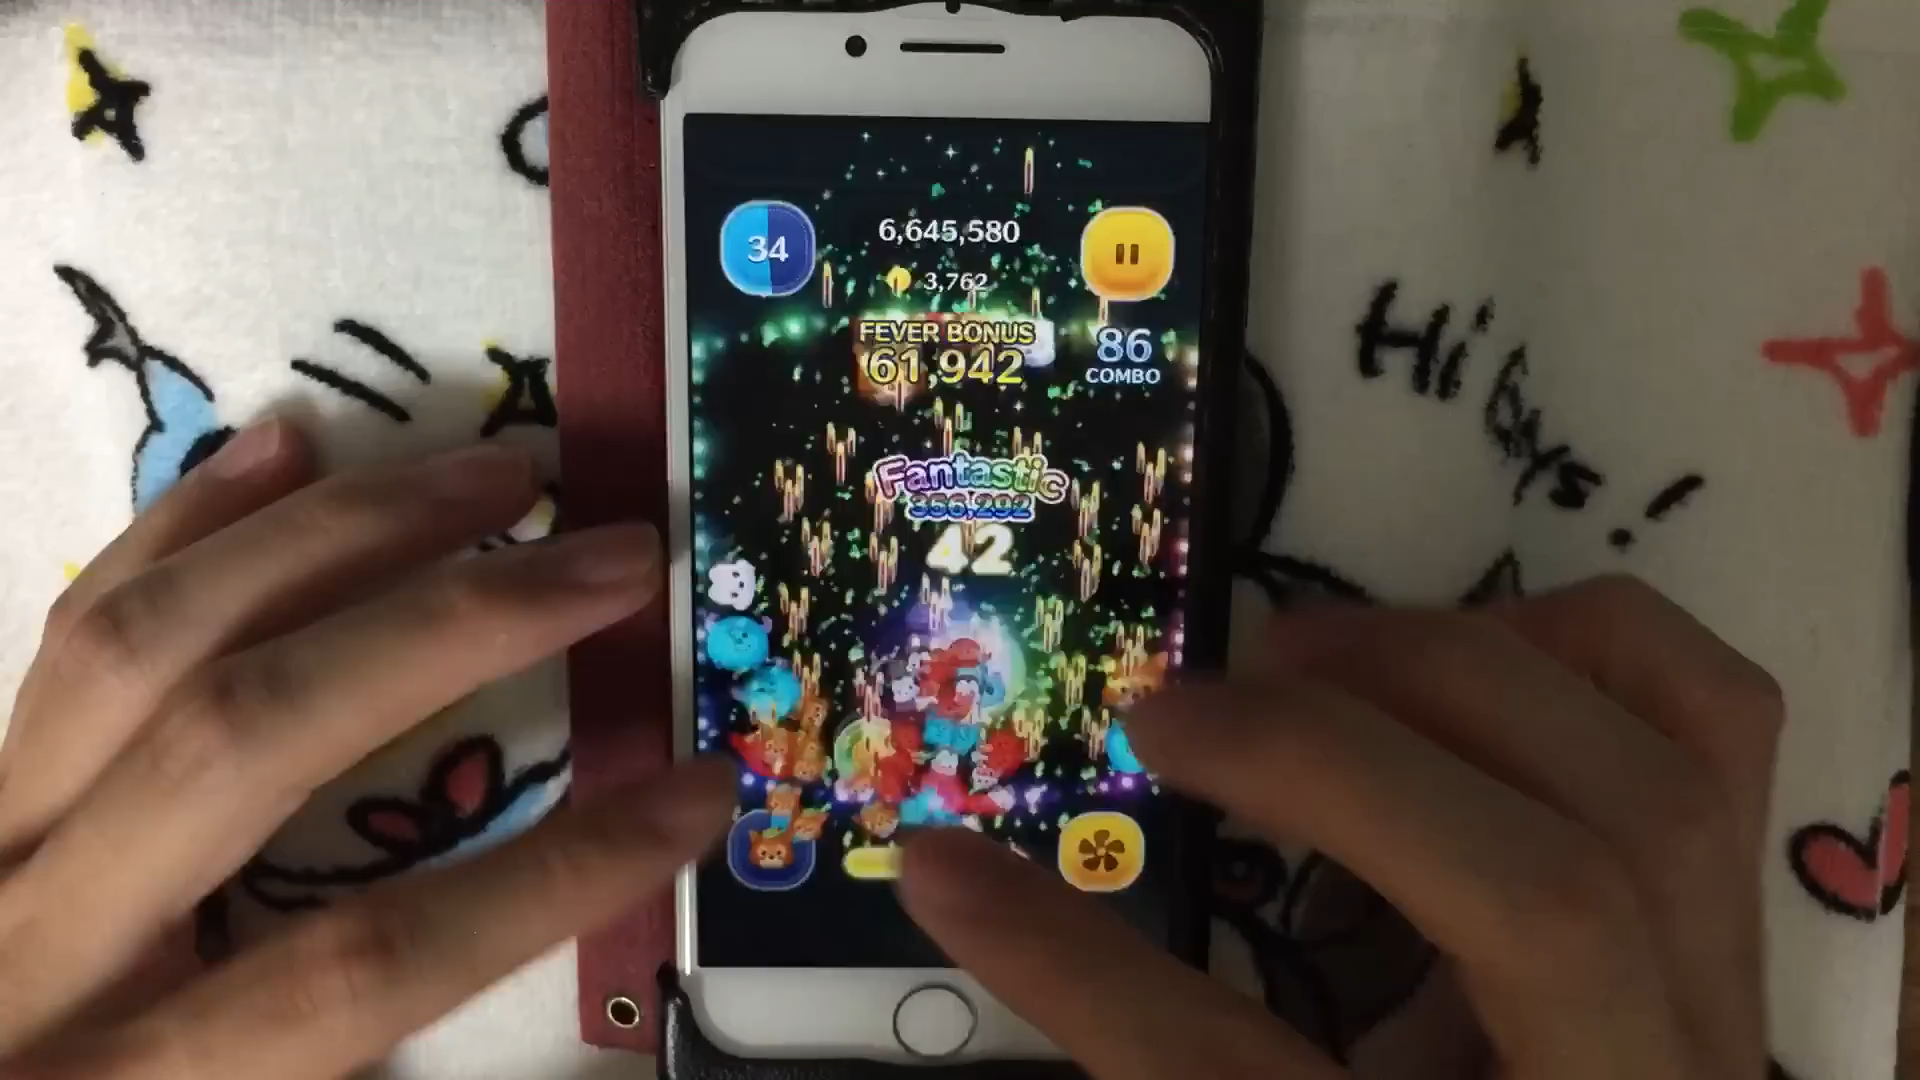 34
6,645,580
3,762
FEVER BONUS
61,942
86
COMBO
Fantastic
356,292
42
Hi Guys!